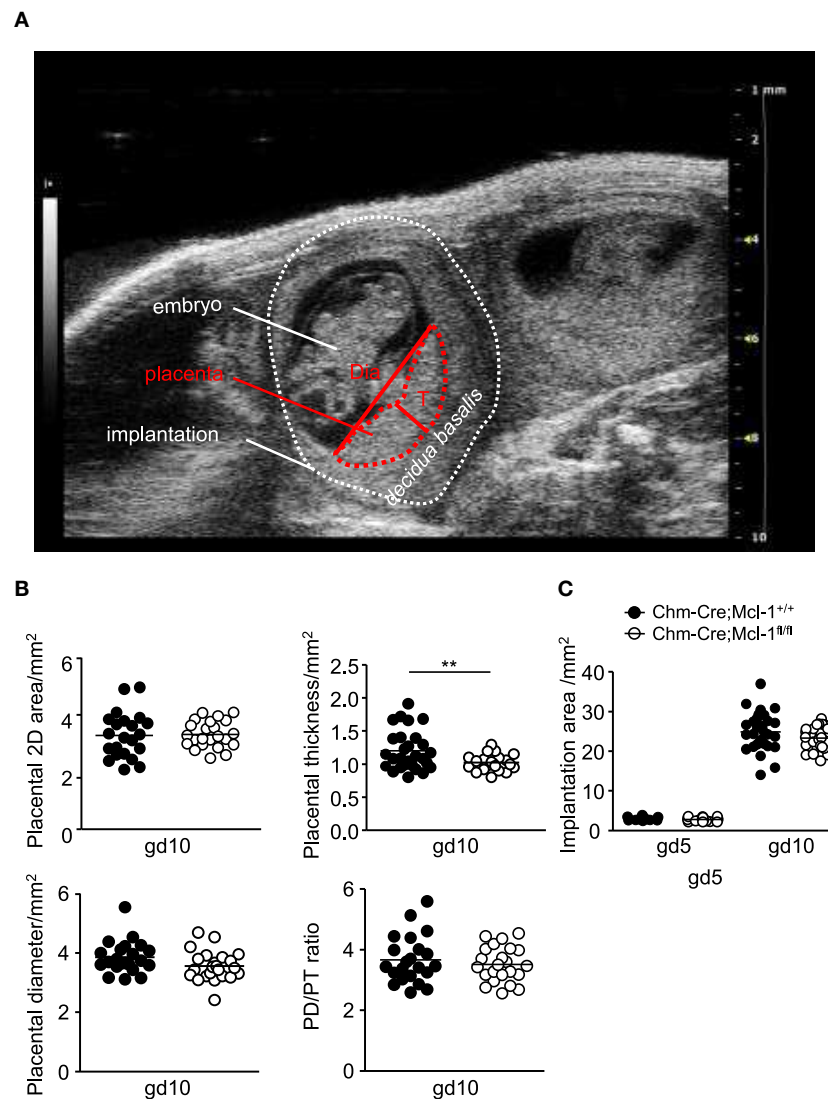 A
1 mm
2
4
6
8
10
embryo
placenta
implantation
Dia
T
decidua basalis
B
C
Chm-Cre;Mcl-1+/+
Chm-Cre;Mcl-1fl/fl
Placental 2D area/mm2
6
4
2
0
gd10
Placental thickness/mm2
2.5
2.0
1.5
1.0
0.5
0.0
**
gd10
Implantation area /mm2
40
30
20
10
0
gd5
gd10
gd5
Placental diameter/mm2
6
4
2
0
gd10
PD/PT ratio
6
4
2
0
gd10